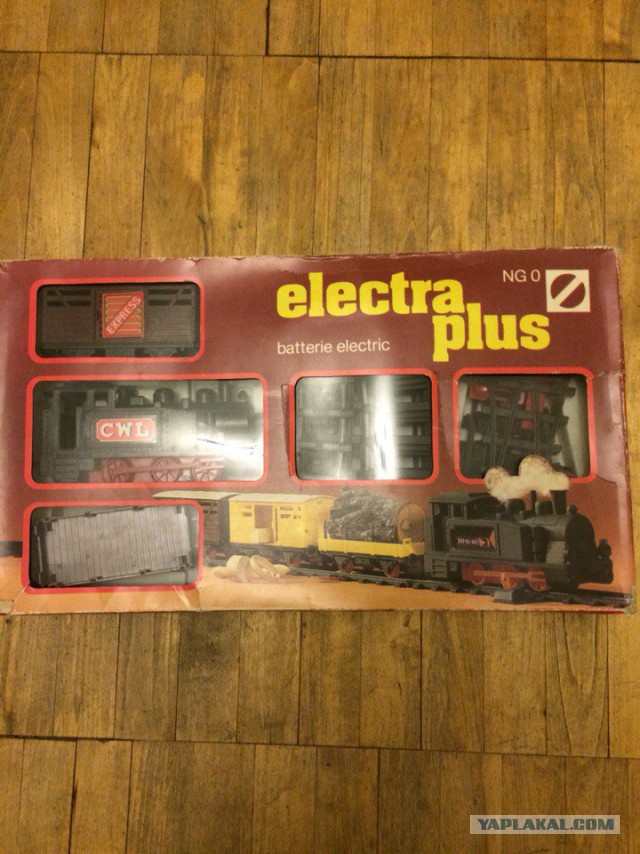 electra
plus
NG 0
batterie electric
EXPRESS
CWL
YAPLAKAL.COM